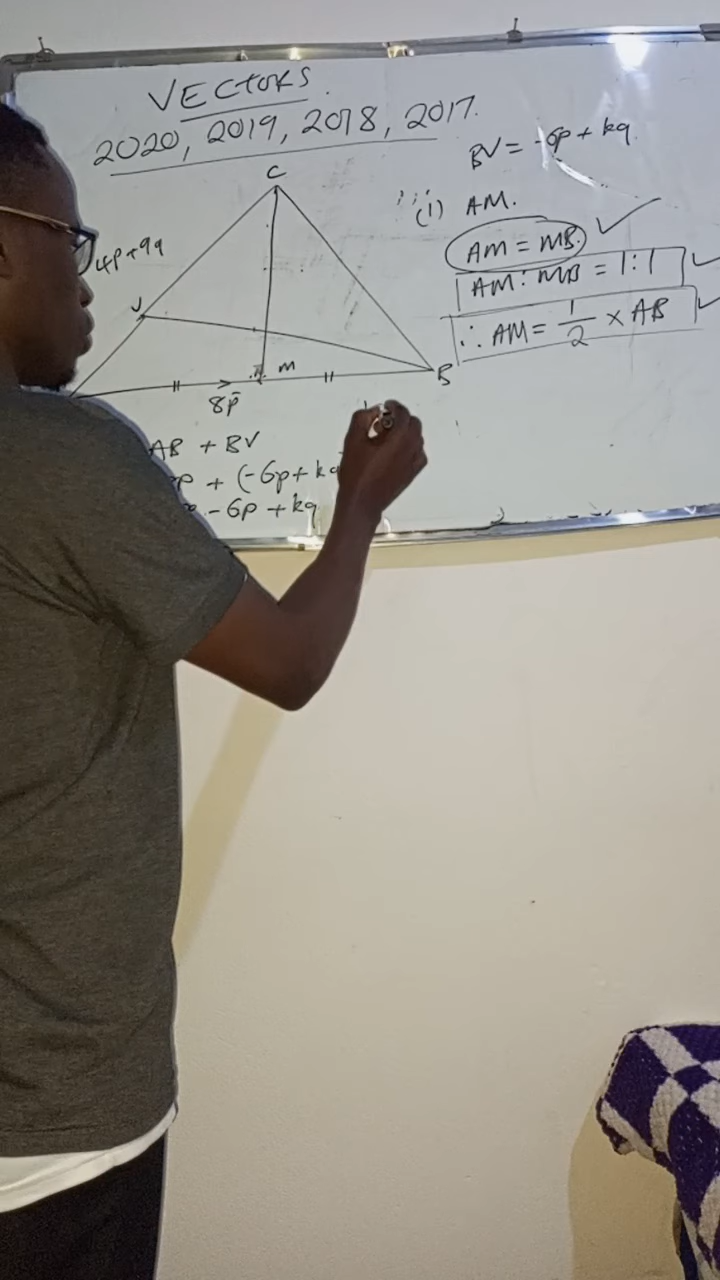 VECTORS.
2020, 2019, 2018, 2017.
BV = -6p + kq
(i) AM.
AM = MB.
AM : MB = 1:1
∴ AM = 1/2 × AB
C
4p+9q
V
M
B
8p̄
AB + BV
p + (-6p + kq
- 6p + kq